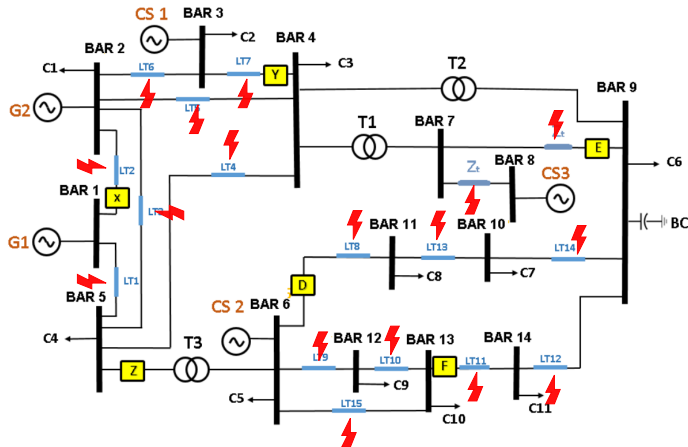 CS 1
BAR 3
BAR 2
C2
BAR 4
C1
LT6
LT7
Y
C3
T2
BAR 9
G2
LT5
T1
BAR 7
Zt
E
LT2
LT4
Zt
BAR 8
C6
BAR 1
x
LT3
CS3
G1
BAR 11
BAR 10
BC
LT1
LT8
LT13
LT14
BAR 5
C8
C7
D
BAR 6
CS 2
C4
T3
BAR 12
BAR 13
BAR 14
Z
LT9
LT10
F
LT11
LT12
C5
C9
LT15
C10
C11